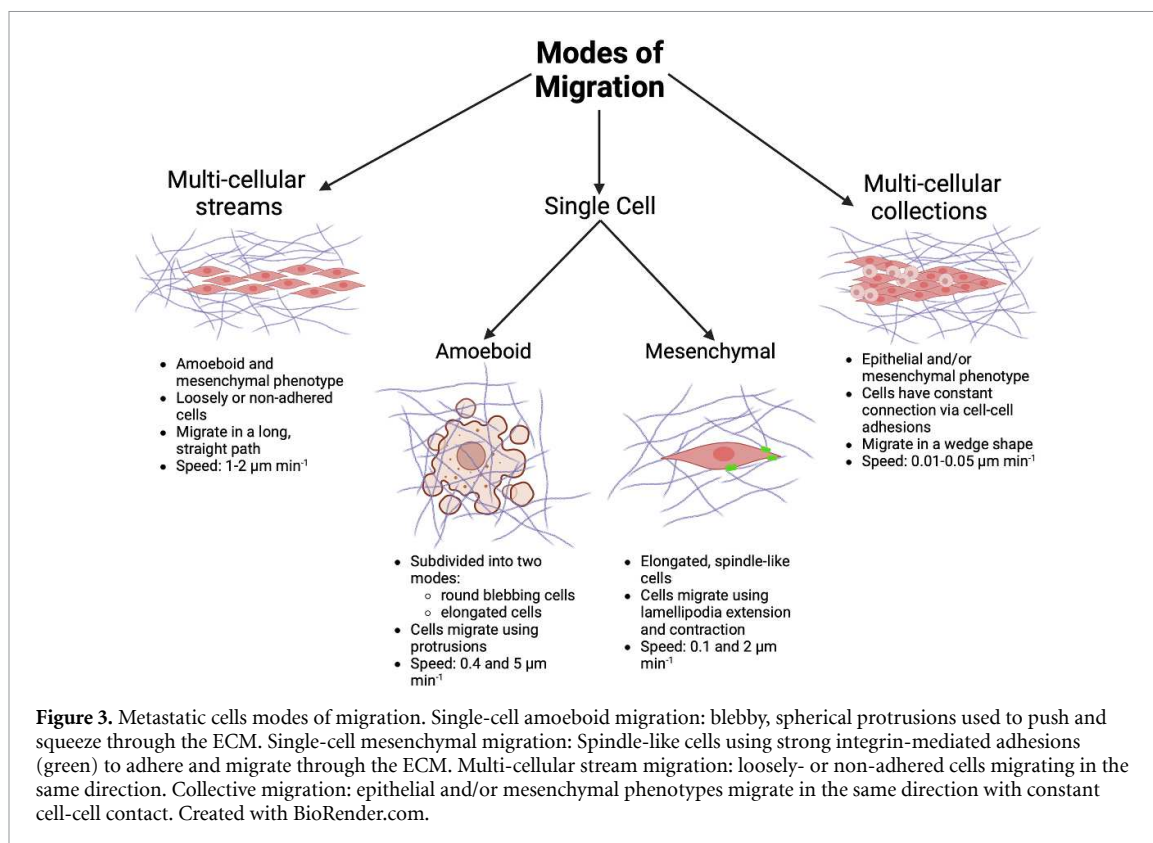 Modes of
Migration
Multi-cellular
streams
Single Cell
Multi-cellular
collections
• Amoeboid and
mesenchymal phenotype
• Loosely or non-adhered
cells
• Migrate in a long,
straight path
• Speed: 1-2 µm min⁻¹
Amoeboid
Mesenchymal
• Epithelial and/or
mesenchymal phenotype
• Cells have constant
connection via cell-cell
adhesions
• Migrate in a wedge shape
• Speed: 0.01-0.05 µm min⁻¹
• Subdivided into two
modes:
○ round blebbing cells
○ elongated cells
• Cells migrate using
protrusions
• Speed: 0.4 and 5 µm
min⁻¹
• Elongated, spindle-like
cells
• Cells migrate using
lamellipodia extension
and contraction
• Speed: 0.1 and 2 µm
min⁻¹
Figure 3. Metastatic cells modes of migration. Single-cell amoeboid migration: blebby, spherical protrusions used to push and
squeeze through the ECM. Single-cell mesenchymal migration: Spindle-like cells using strong integrin-mediated adhesions
(green) to adhere and migrate through the ECM. Multi-cellular stream migration: loosely- or non-adhered cells migrating in the
same direction. Collective migration: epithelial and/or mesenchymal phenotypes migrate in the same direction with constant
cell-cell contact. Created with BioRender.com.